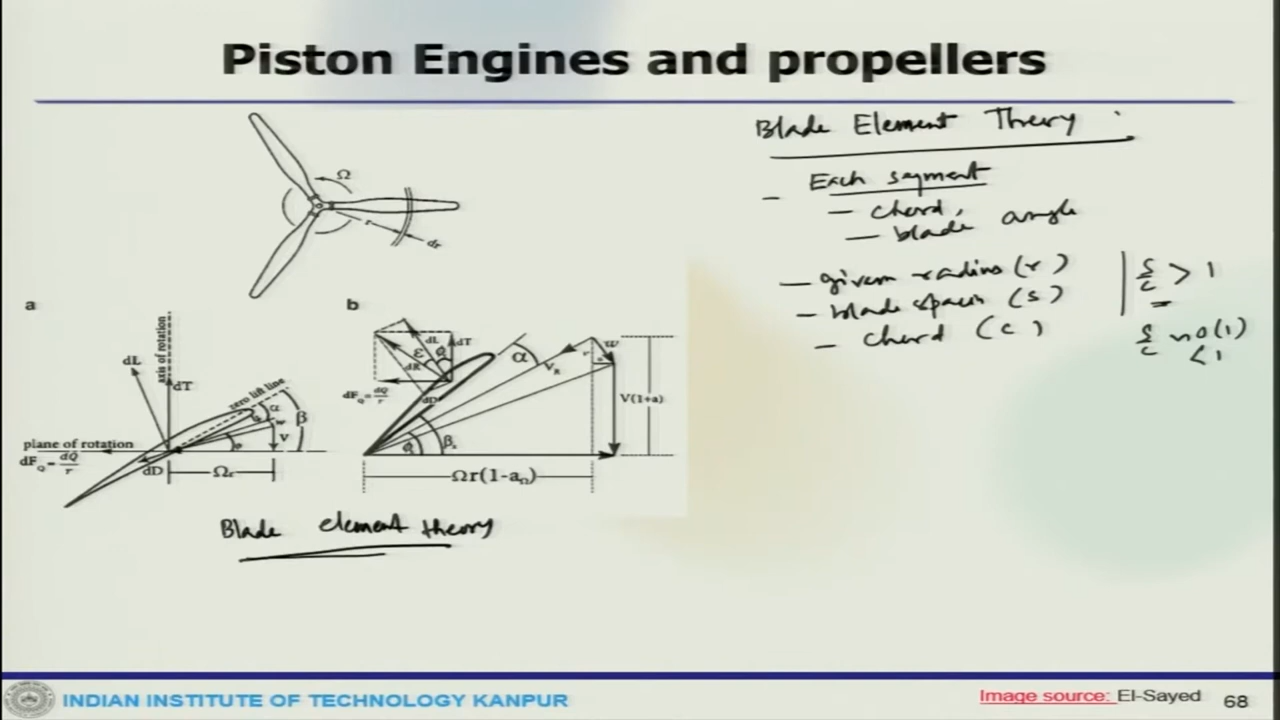 Piston Engines and propellers
Blade Element Theory
- Each segment
- chord,
- blade angle
- given radius (r)
- blade spacin (s)
- chord (c)
s/c > 1
s/c ~ O(1)
< 1
Ω
r
dr
a
b
dL
axis of rotation
dT
zero lift line
α
β
w
V
φ
plane of rotation
dF_Q = dQ/r
dD
Ωr
dL
dT
ε
φ
dR
dF_Q = dQ/r
dD
α
V_R
w
V(1+a)
β
φ
Ωr(1-a_Ω)
Blade element theory
INDIAN INSTITUTE OF TECHNOLOGY KANPUR
Image source: El-Sayed
68